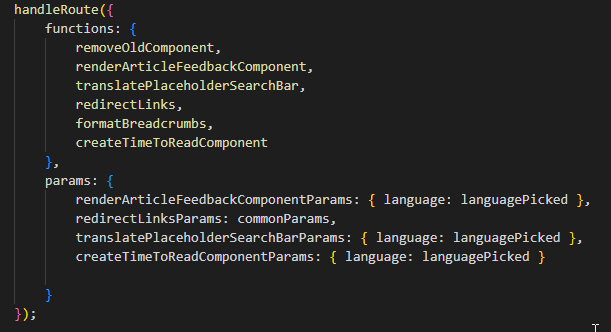 handleRoute({
functions: {
removeOldComponent,
renderArticleFeedbackComponent,
translatePlaceholderSearchBar,
redirectLinks,
formatBreadcrumbs,
createTimeToReadComponent
},
params: {
renderArticleFeedbackComponentParams: { language: languagePicked },
redirectLinksParams: commonParams,
translatePlaceholderSearchBarParams: { language: languagePicked },
createTimeToReadComponentParams: { language: languagePicked }
}
});